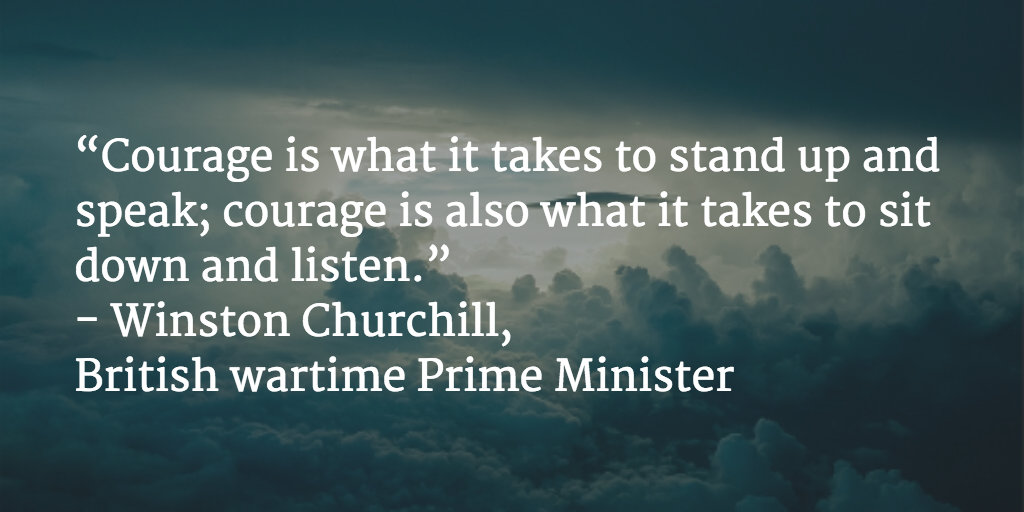 “Courage is what it takes to stand up and
speak; courage is also what it takes to sit
down and listen.”
– Winston Churchill,
British wartime Prime Minister